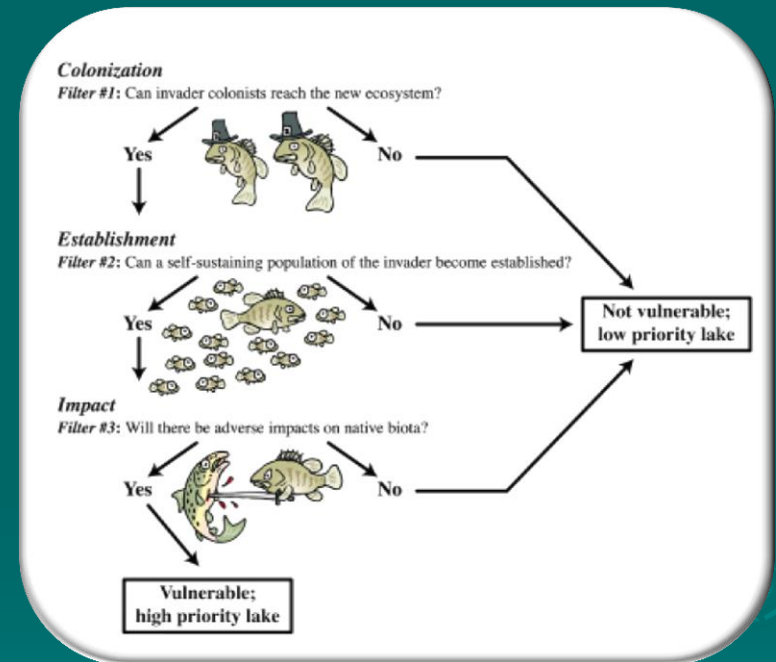 Colonization
Filter #1: Can invader colonists reach the new ecosystem?
Yes
No
Establishment
Filter #2: Can a self-sustaining population of the invader become established?
Yes
No
Not vulnerable;
low priority lake
Impact
Filter #3: Will there be adverse impacts on native biota?
Yes
No
Vulnerable;
high priority lake